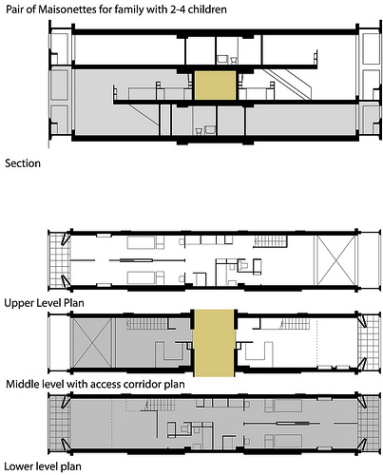 Pair of Maisonettes for family with 2-4 children
Section
Upper Level Plan
Middle level with access corridor plan
Lower level plan